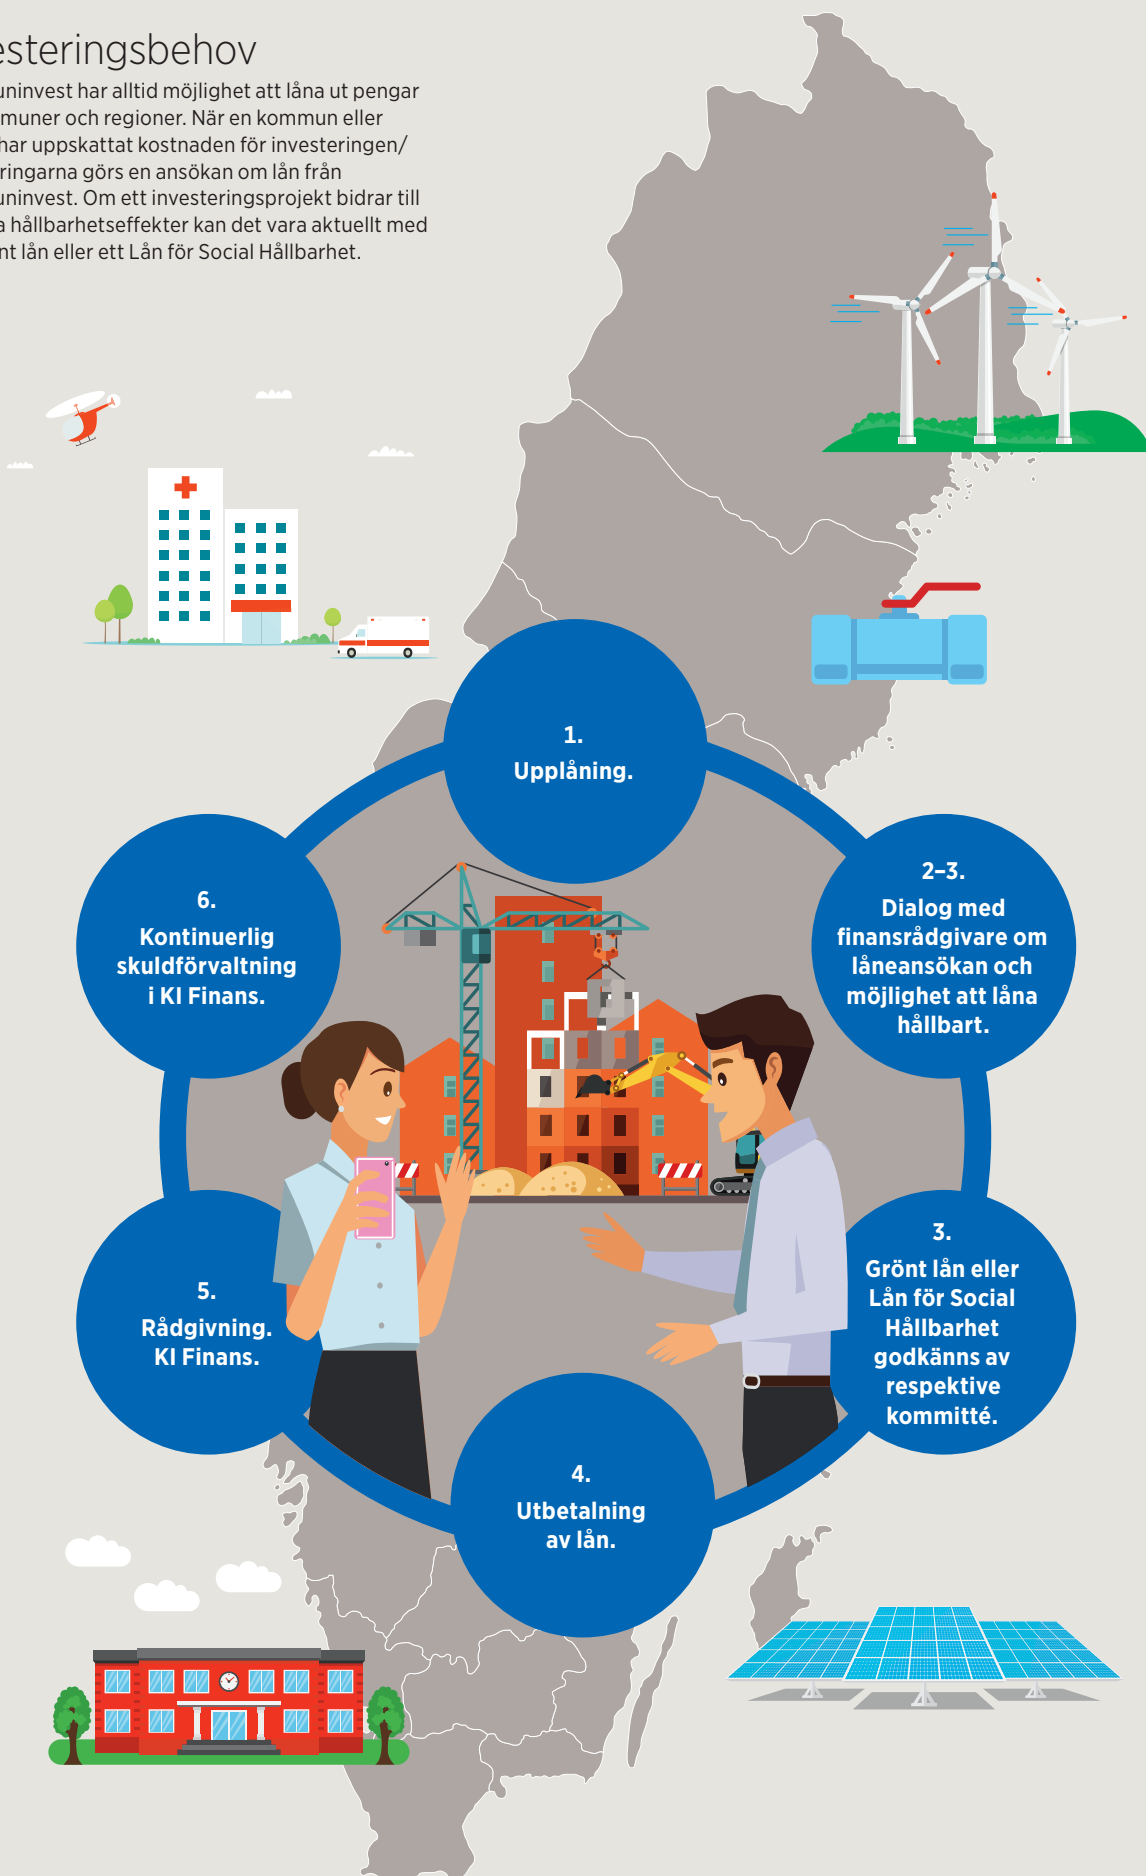 esteringsbehov
uninvest har alltid möjlighet att låna ut pengar
muner och regioner. När en kommun eller
har uppskattat kostnaden för investeringen/
ringarna görs en ansökan om lån från
uninvest. Om ett investeringsprojekt bidrar till
a hållbarhetseffekter kan det vara aktuellt med
nt lån eller ett Lån för Social Hållbarhet.
1.
Upplåning.
2–3.
Dialog med
finansrådgivare om
låneansökan och
möjlighet att låna
hållbart.
3.
Grönt lån eller
Lån för Social
Hållbarhet
godkänns av
respektive
kommitté.
4.
Utbetalning
av lån.
5.
Rådgivning.
KI Finans.
6.
Kontinuerlig
skuldförvaltning
i KI Finans.